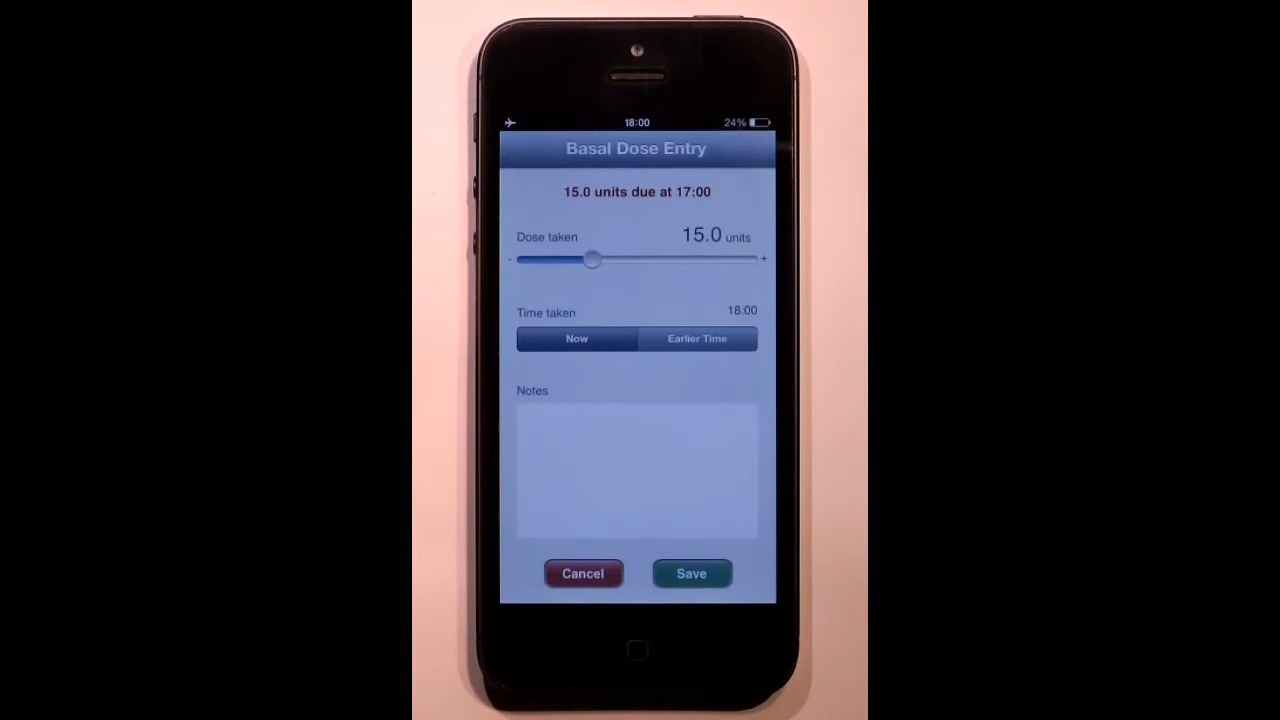 18:00 24%
Basal Dose Entry
15.0 units due at 17:00
Dose taken 15.0 units
- +
Time taken 18:00
Now Earlier Time
Notes
Cancel Save